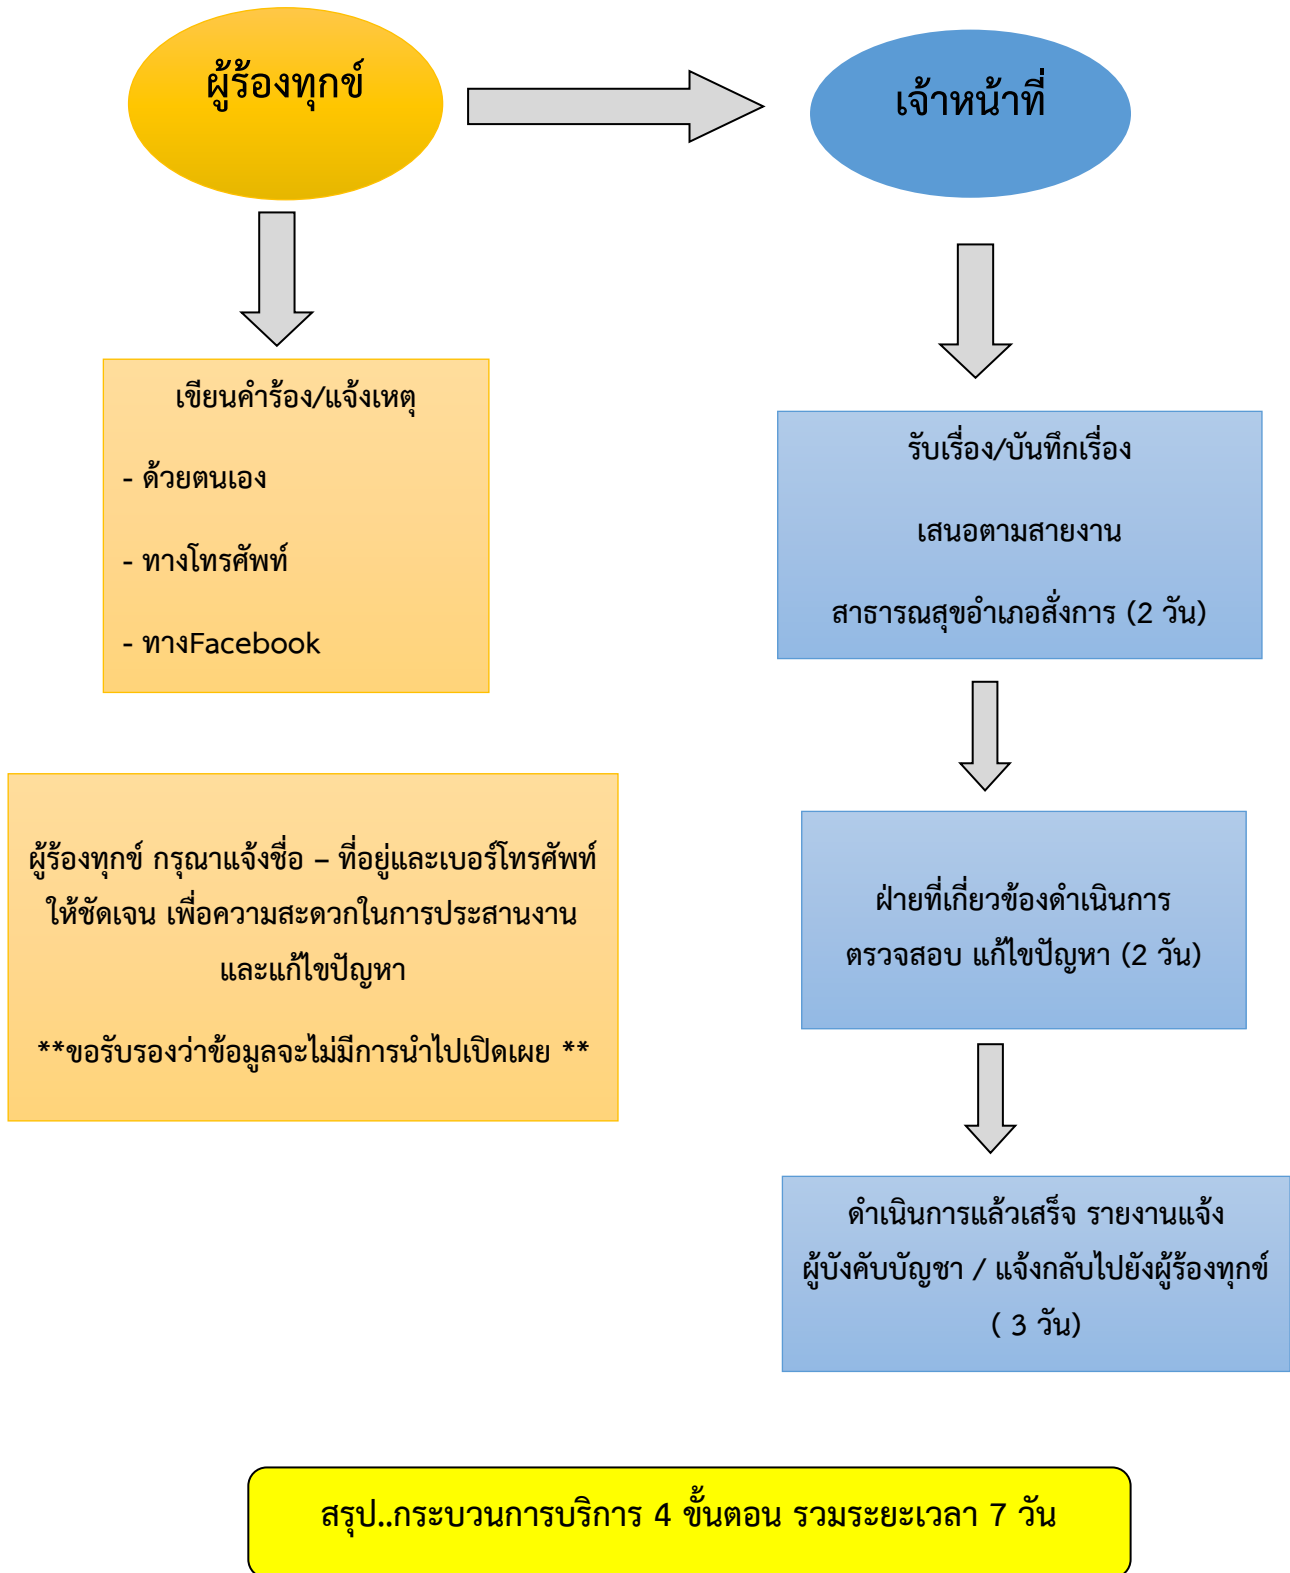 ผู้ร้องทุกข์
เจ้าหน้าที่
เขียนคำร้อง/แจ้งเหตุ
- ด้วยตนเอง
- ทางโทรศัพท์
- ทางFacebook
รับเรื่อง/บันทึกเรื่อง
เสนอตามสายงาน
สาธารณสุขอำเภอสั่งการ (2 วัน)
ผู้ร้องทุกข์ กรุณาแจ้งชื่อ – ที่อยู่และเบอร์โทรศัพท์
ให้ชัดเจน เพื่อความสะดวกในการประสานงาน
และแก้ไขปัญหา
**ขอรับรองว่าข้อมูลจะไม่มีการนำไปเปิดเผย **
ฝ่ายที่เกี่ยวข้องดำเนินการ
ตรวจสอบ แก้ไขปัญหา (2 วัน)
ดำเนินการแล้วเสร็จ รายงานแจ้ง
ผู้บังคับบัญชา / แจ้งกลับไปยังผู้ร้องทุกข์
( 3 วัน)
สรุป..กระบวนการบริการ 4 ขั้นตอน รวมระยะเวลา 7 วัน